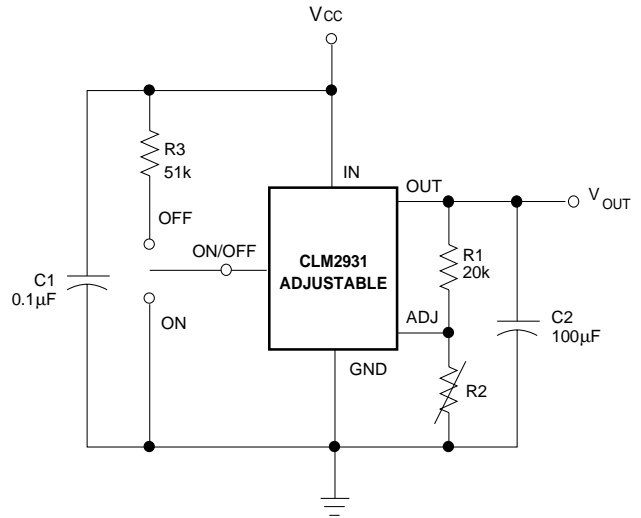 VCC
R3
51k
IN
OUT
VOUT
OFF
ON/OFF
CLM2931
ADJUSTABLE
R1
20k
C1
0.1µF
ON
ADJ
C2
100µF
GND
R2